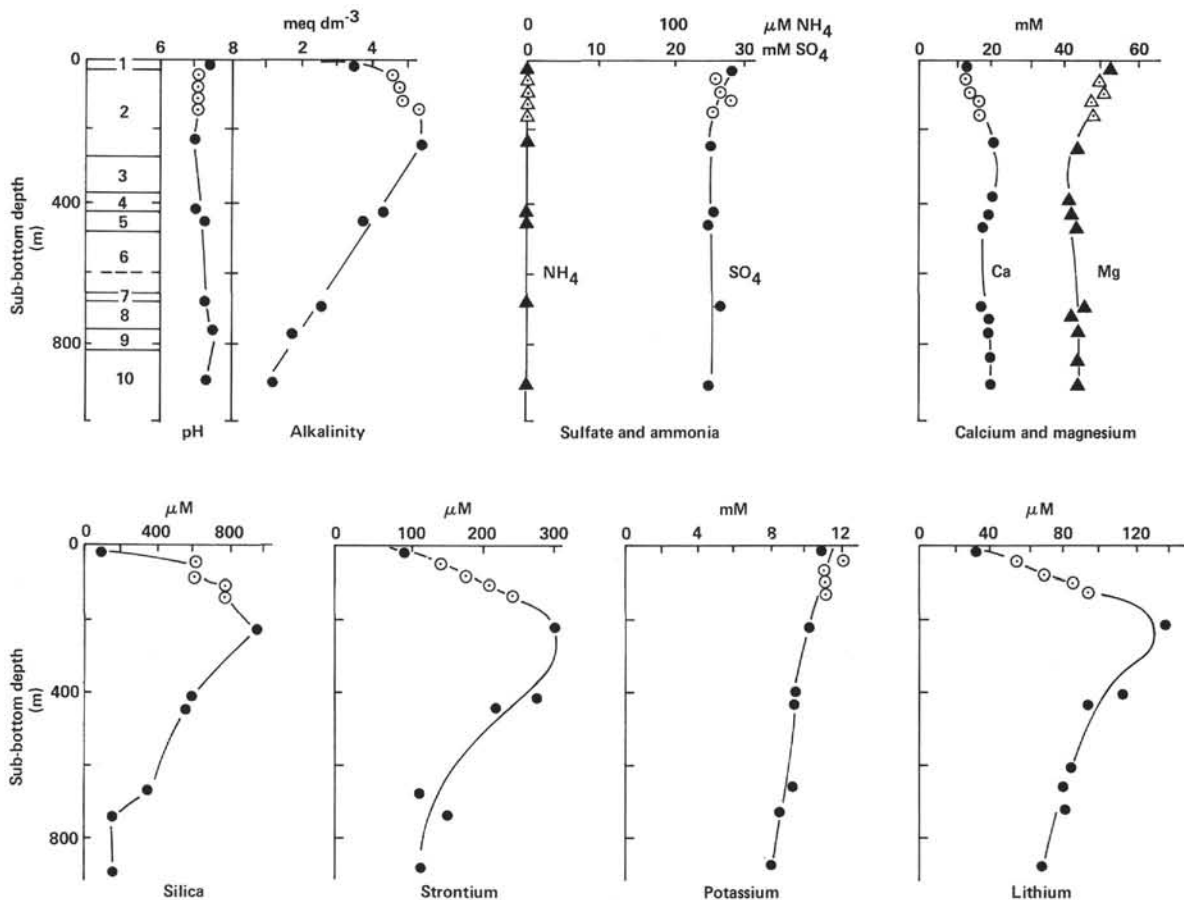 meq dm⁻³
6 8 2 4
0
1
2
3
400
4
5
6
7
8
800
9
10
Sub-bottom depth
(m)
pH Alkalinity
0 100 μM NH₄
0 10 20 30 mM SO₄
NH₄ SO₄
Sulfate and ammonia
mM
0 20 40 60
Ca Mg
Calcium and magnesium
μM
0 400 800
0
400
800
Sub-bottom depth
(m)
Silica
μM
0 100 200 300
Strontium
mM
0 4 8 12
Potassium
μM
0 40 80 120
Lithium